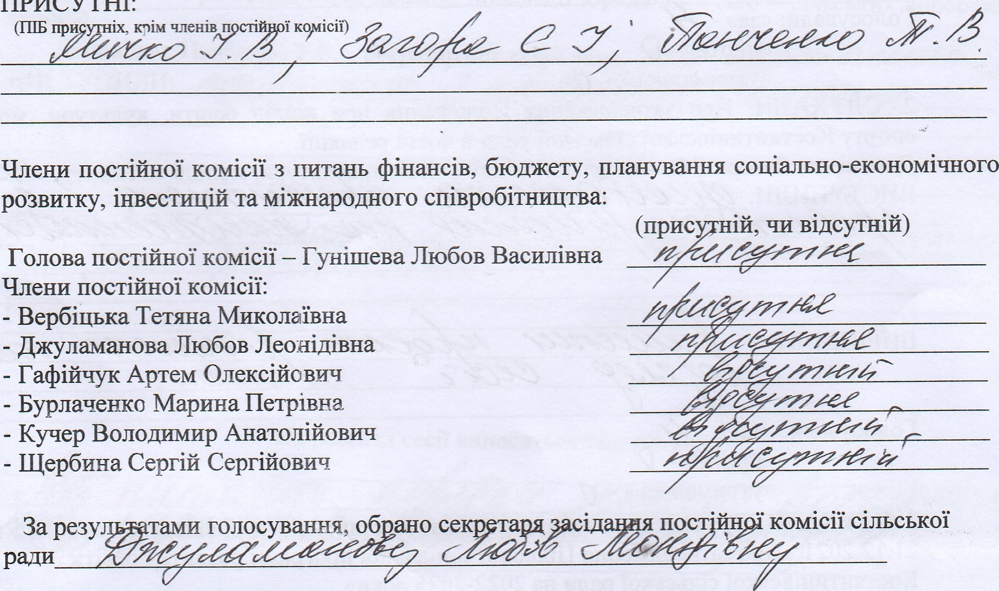 ПРИСУТНІ:
(ПІБ присутніх, крім членів постійної комісії)
Мичко І. В, Загорна Є І, Панченко Т. В.
Члени постійної комісії з питань фінансів, бюджету, планування соціально-економічного
розвитку, інвестицій та міжнародного співробітництва:
(присутній, чи відсутній)
Голова постійної комісії – Гунішева Любов Василівна присутня
Члени постійної комісії:
- Вербіцька Тетяна Миколаївна присутня
- Джуламанова Любов Леонідівна присутня
- Гафійчук Артем Олексійович відсутній
- Бурлаченко Марина Петрівна відсутня
- Кучер Володимир Анатолійович відсутній
- Щербина Сергій Сергійович присутній
За результатами голосування, обрано секретаря засідання постійної комісії сільської
ради Джуламанову Любов